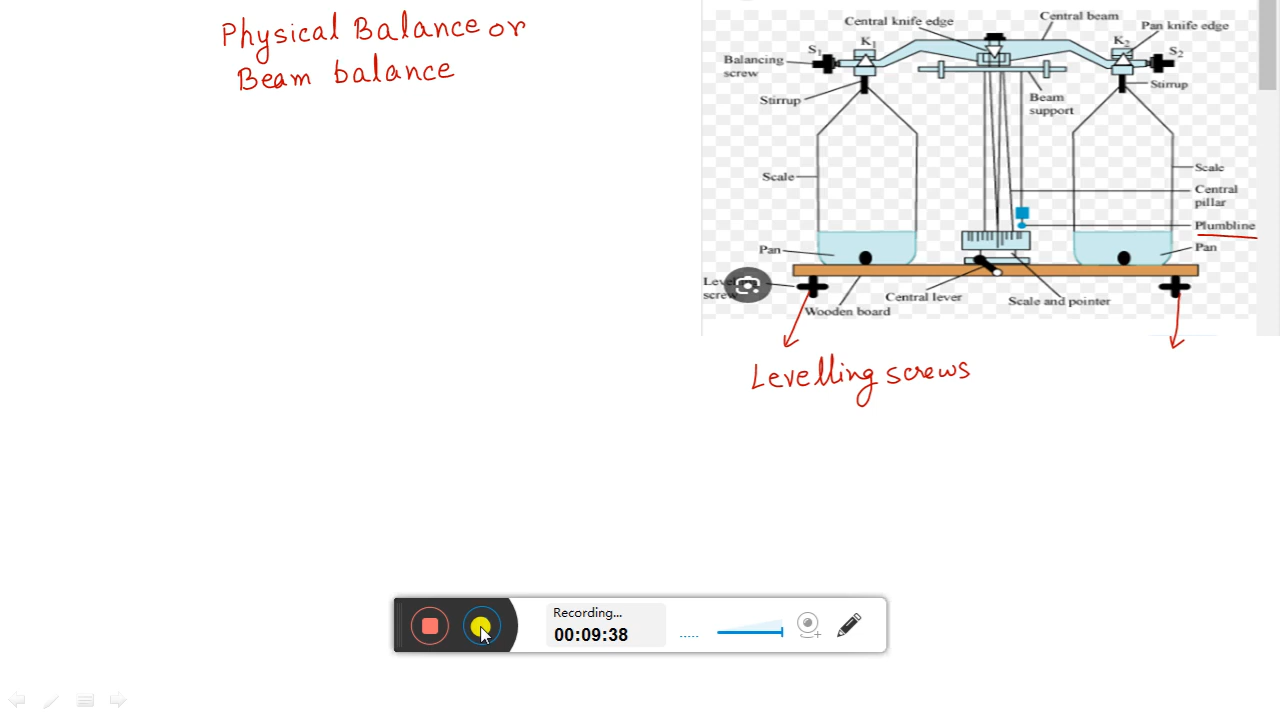 Physical Balance or
Beam balance
Central knife edge
Central beam
Pan knife edge
S1
K1
K2
S2
Balancing
screw
Stirrup
Stirrup
Beam
support
Scale
Scale
Central
pillar
Plumbline
Pan
Pan
screw
Central lever
Scale and pointer
Wooden board
Levelling screws
Recording...
00:09:38